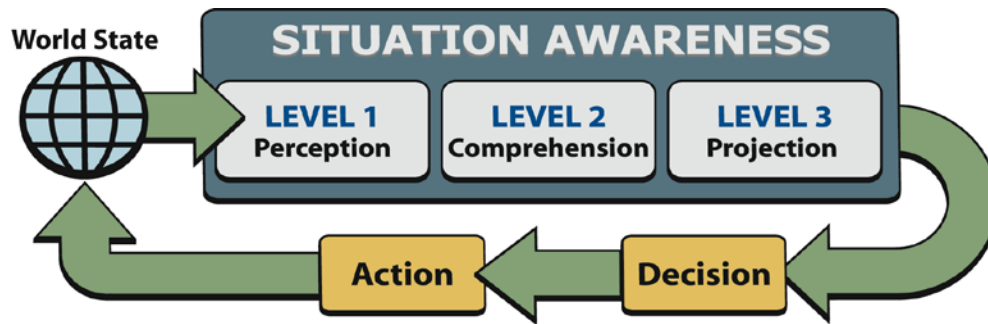 World State
SITUATION AWARENESS
LEVEL 1
Perception
LEVEL 2
Comprehension
LEVEL 3
Projection
Action
Decision